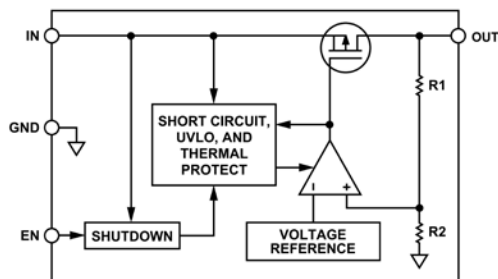 IN
OUT
R1
GND
SHORT CIRCUIT,
UVLO, AND
THERMAL
PROTECT
– +
EN
SHUTDOWN
VOLTAGE
REFERENCE
R2